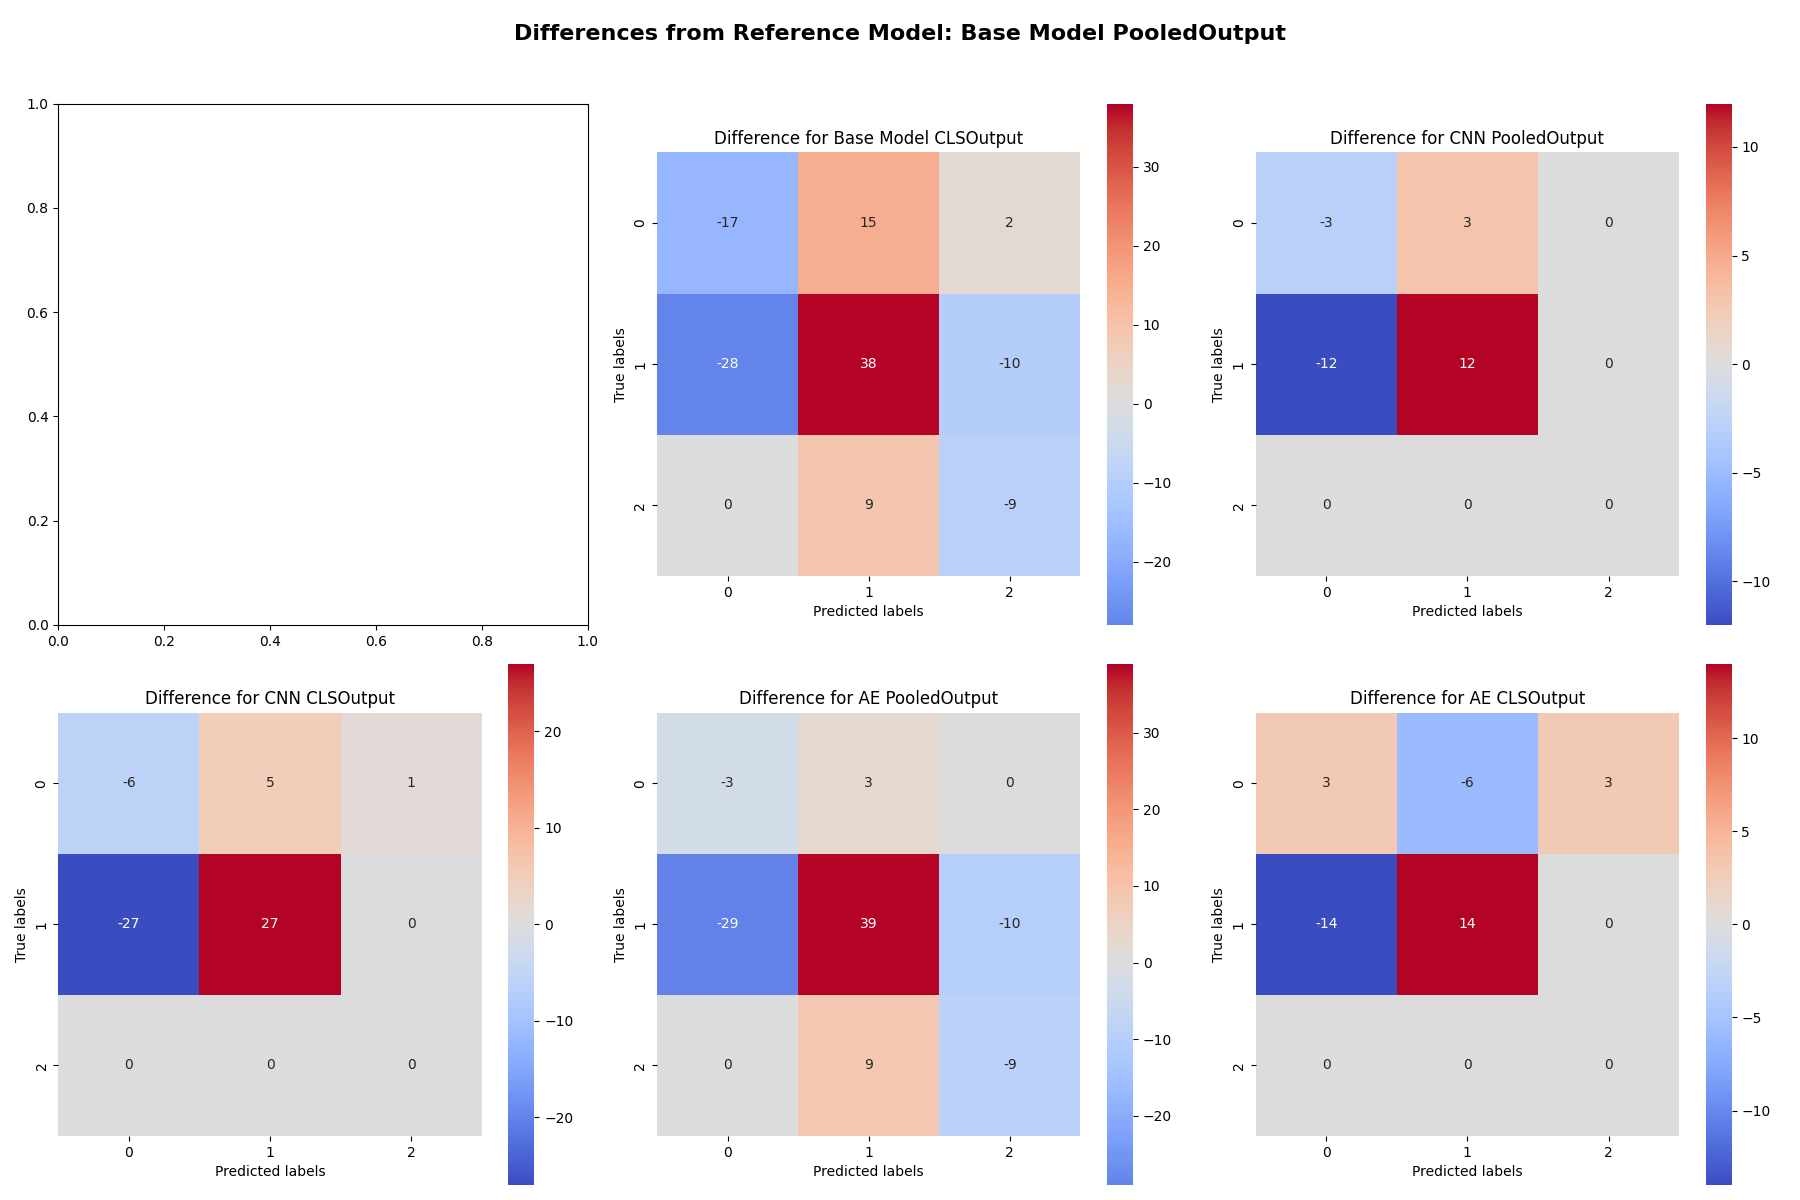 Differences from Reference Model: Base Model PooledOutput
1.0
0.8
0.6
0.4
0.2
0.0
0.0 0.2 0.4 0.6 0.8 1.0
Difference for Base Model CLSOutput
True labels
0 -17 15 2
1 -28 38 -10
2 0 9 -9
0 1 2
Predicted labels
30
20
10
0
−10
−20
Difference for CNN PooledOutput
True labels
0 -3 3 0
1 -12 12 0
2 0 0 0
0 1 2
Predicted labels
10
5
0
−5
−10
Difference for CNN CLSOutput
True labels
0 -6 5 1
1 -27 27 0
2 0 0 0
0 1 2
Predicted labels
20
10
0
−10
−20
Difference for AE PooledOutput
True labels
0 -3 3 0
1 -29 39 -10
2 0 9 -9
0 1 2
Predicted labels
30
20
10
0
−10
−20
Difference for AE CLSOutput
True labels
0 3 -6 3
1 -14 14 0
2 0 0 0
0 1 2
Predicted labels
10
5
0
−5
−10